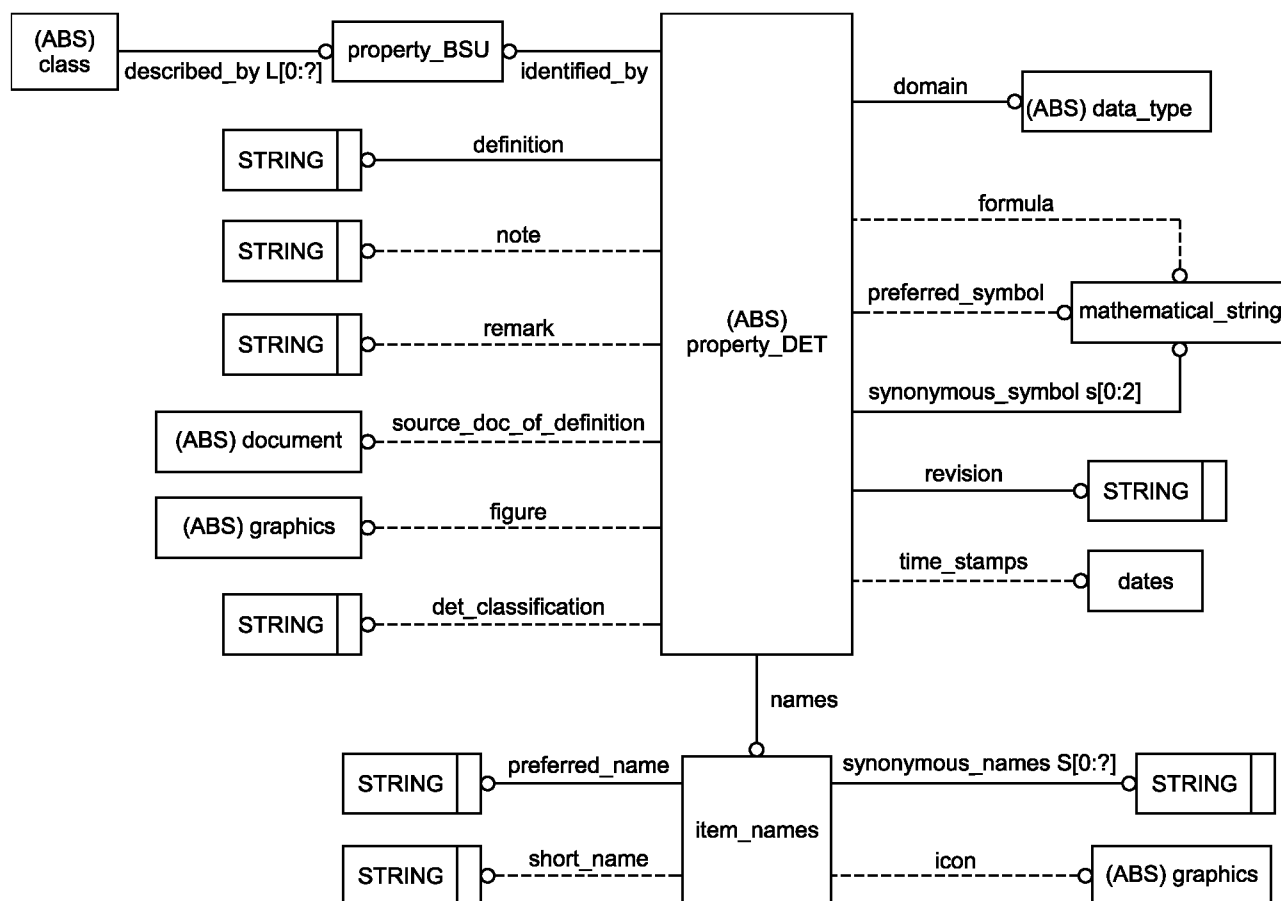 (ABS)
class
described_by L[0:?]
property_BSU
identified_by
domain
(ABS) data_type
STRING
definition
formula
STRING
note
preferred_symbol
mathematical_string
STRING
remark
(ABS)
property_DET
synonymous_symbol s[0:2]
(ABS) document
source_doc_of_definition
revision
STRING
(ABS) graphics
figure
time_stamps
dates
STRING
det_classification
names
STRING
preferred_name
synonymous_names S[0:?]
STRING
item_names
STRING
short_name
icon
(ABS) graphics